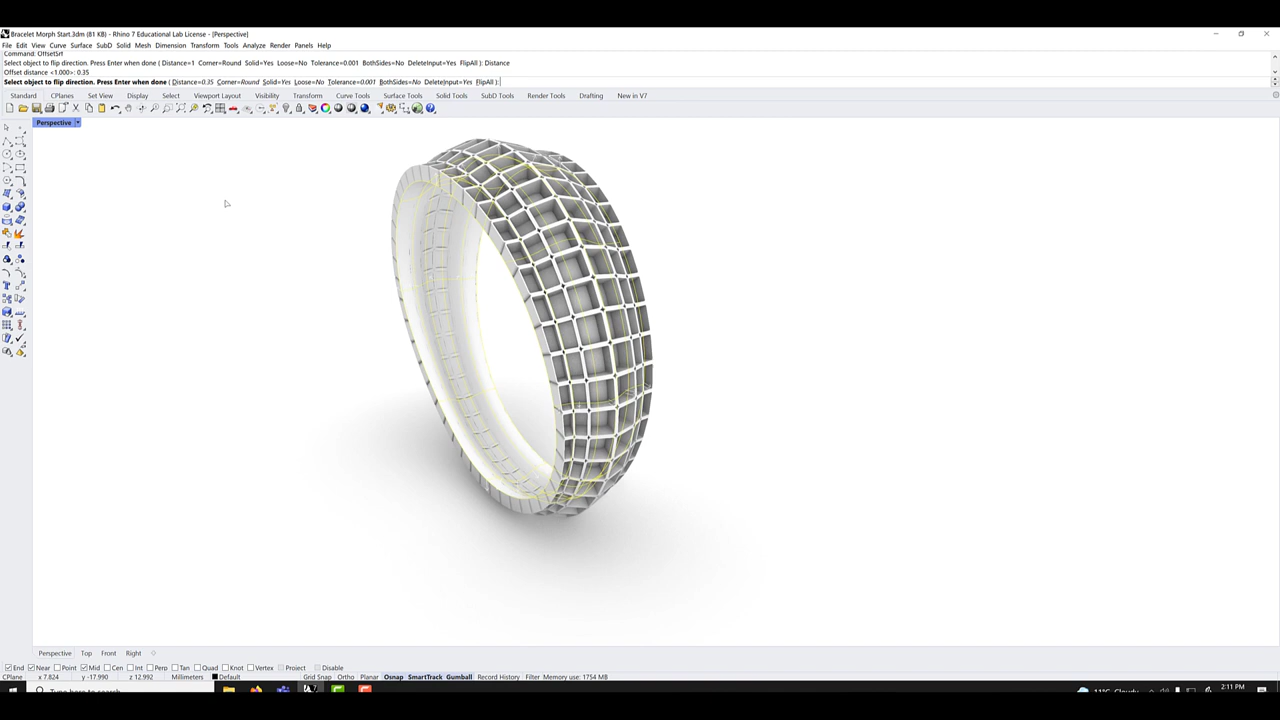 Bracelet Morph Start.3dm (81 KB) - Rhino 7 Educational Lab License - [Perspective]
File Edit View Curve Surface SubD Solid Mesh Dimension Transform Tools Analyze Render Panels Help
Command: OffsetSrf
Select object to flip direction. Press Enter when done ( Distance=1 Corner=Round Solid=Yes Loose=No Tolerance=0.001 BothSides=No DeleteInput=Yes FlipAll ): Distance
Offset distance <1.000>: 0.35
Select object to flip direction. Press Enter when done ( Distance=0.35 Corner=Round Solid=Yes Loose=No Tolerance=0.001 BothSides=No DeleteInput=Yes FlipAll ):
Standard CPlanes Set View Display Select Viewport Layout Visibility Transform Curve Tools Surface Tools Solid Tools SubD Tools Render Tools Drafting New in V7
Perspective
Perspective Top Front Right
End Near Point Mid Cen Int Perp Tan Quad Knot Vertex Project Disable
CPlane x 7.824 y -17.990 z 12.992 Millimeters Default Grid Snap Ortho Planar Osnap SmartTrack Gumball Record History Filter Memory use: 1754 MB
Type here to search 11°C Cloudy 2:11 PM